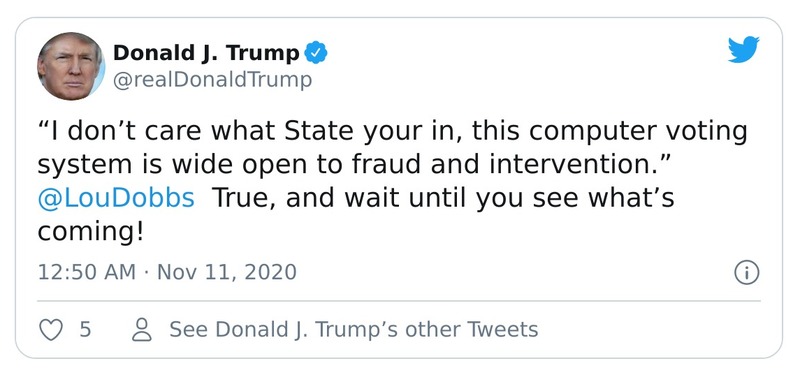 Donald J. Trump
@realDonaldTrump
“I don’t care what State your in, this computer voting
system is wide open to fraud and intervention.”
@LouDobbs  True, and wait until you see what’s
coming!
12:50 AM · Nov 11, 2020
5 See Donald J. Trump’s other Tweets